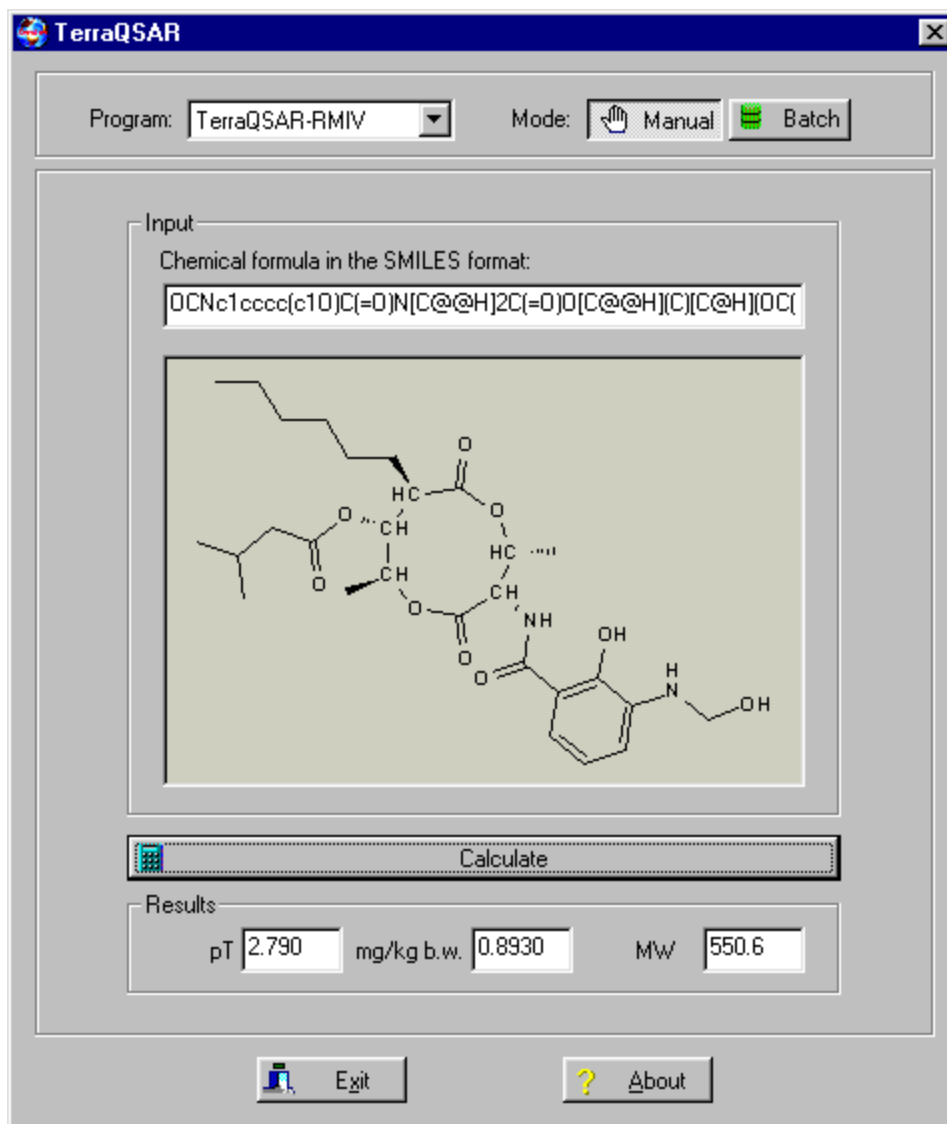 TerraQSAR
Program: TerraQSAR-RMIV Mode: Manual Batch
Input
Chemical formula in the SMILES format:
OCNc1cccc(c1O)C(=O)N[C@@H]2C(=O)O[C@@H](C)[C@H](OC(
O
HC
O
O
CH
HC
O
CH
CH
O
NH
O
OH
O
H
N
OH
Calculate
Results
pT 2.790 mg/kg b.w. 0.8930 MW 550.6
Exit About